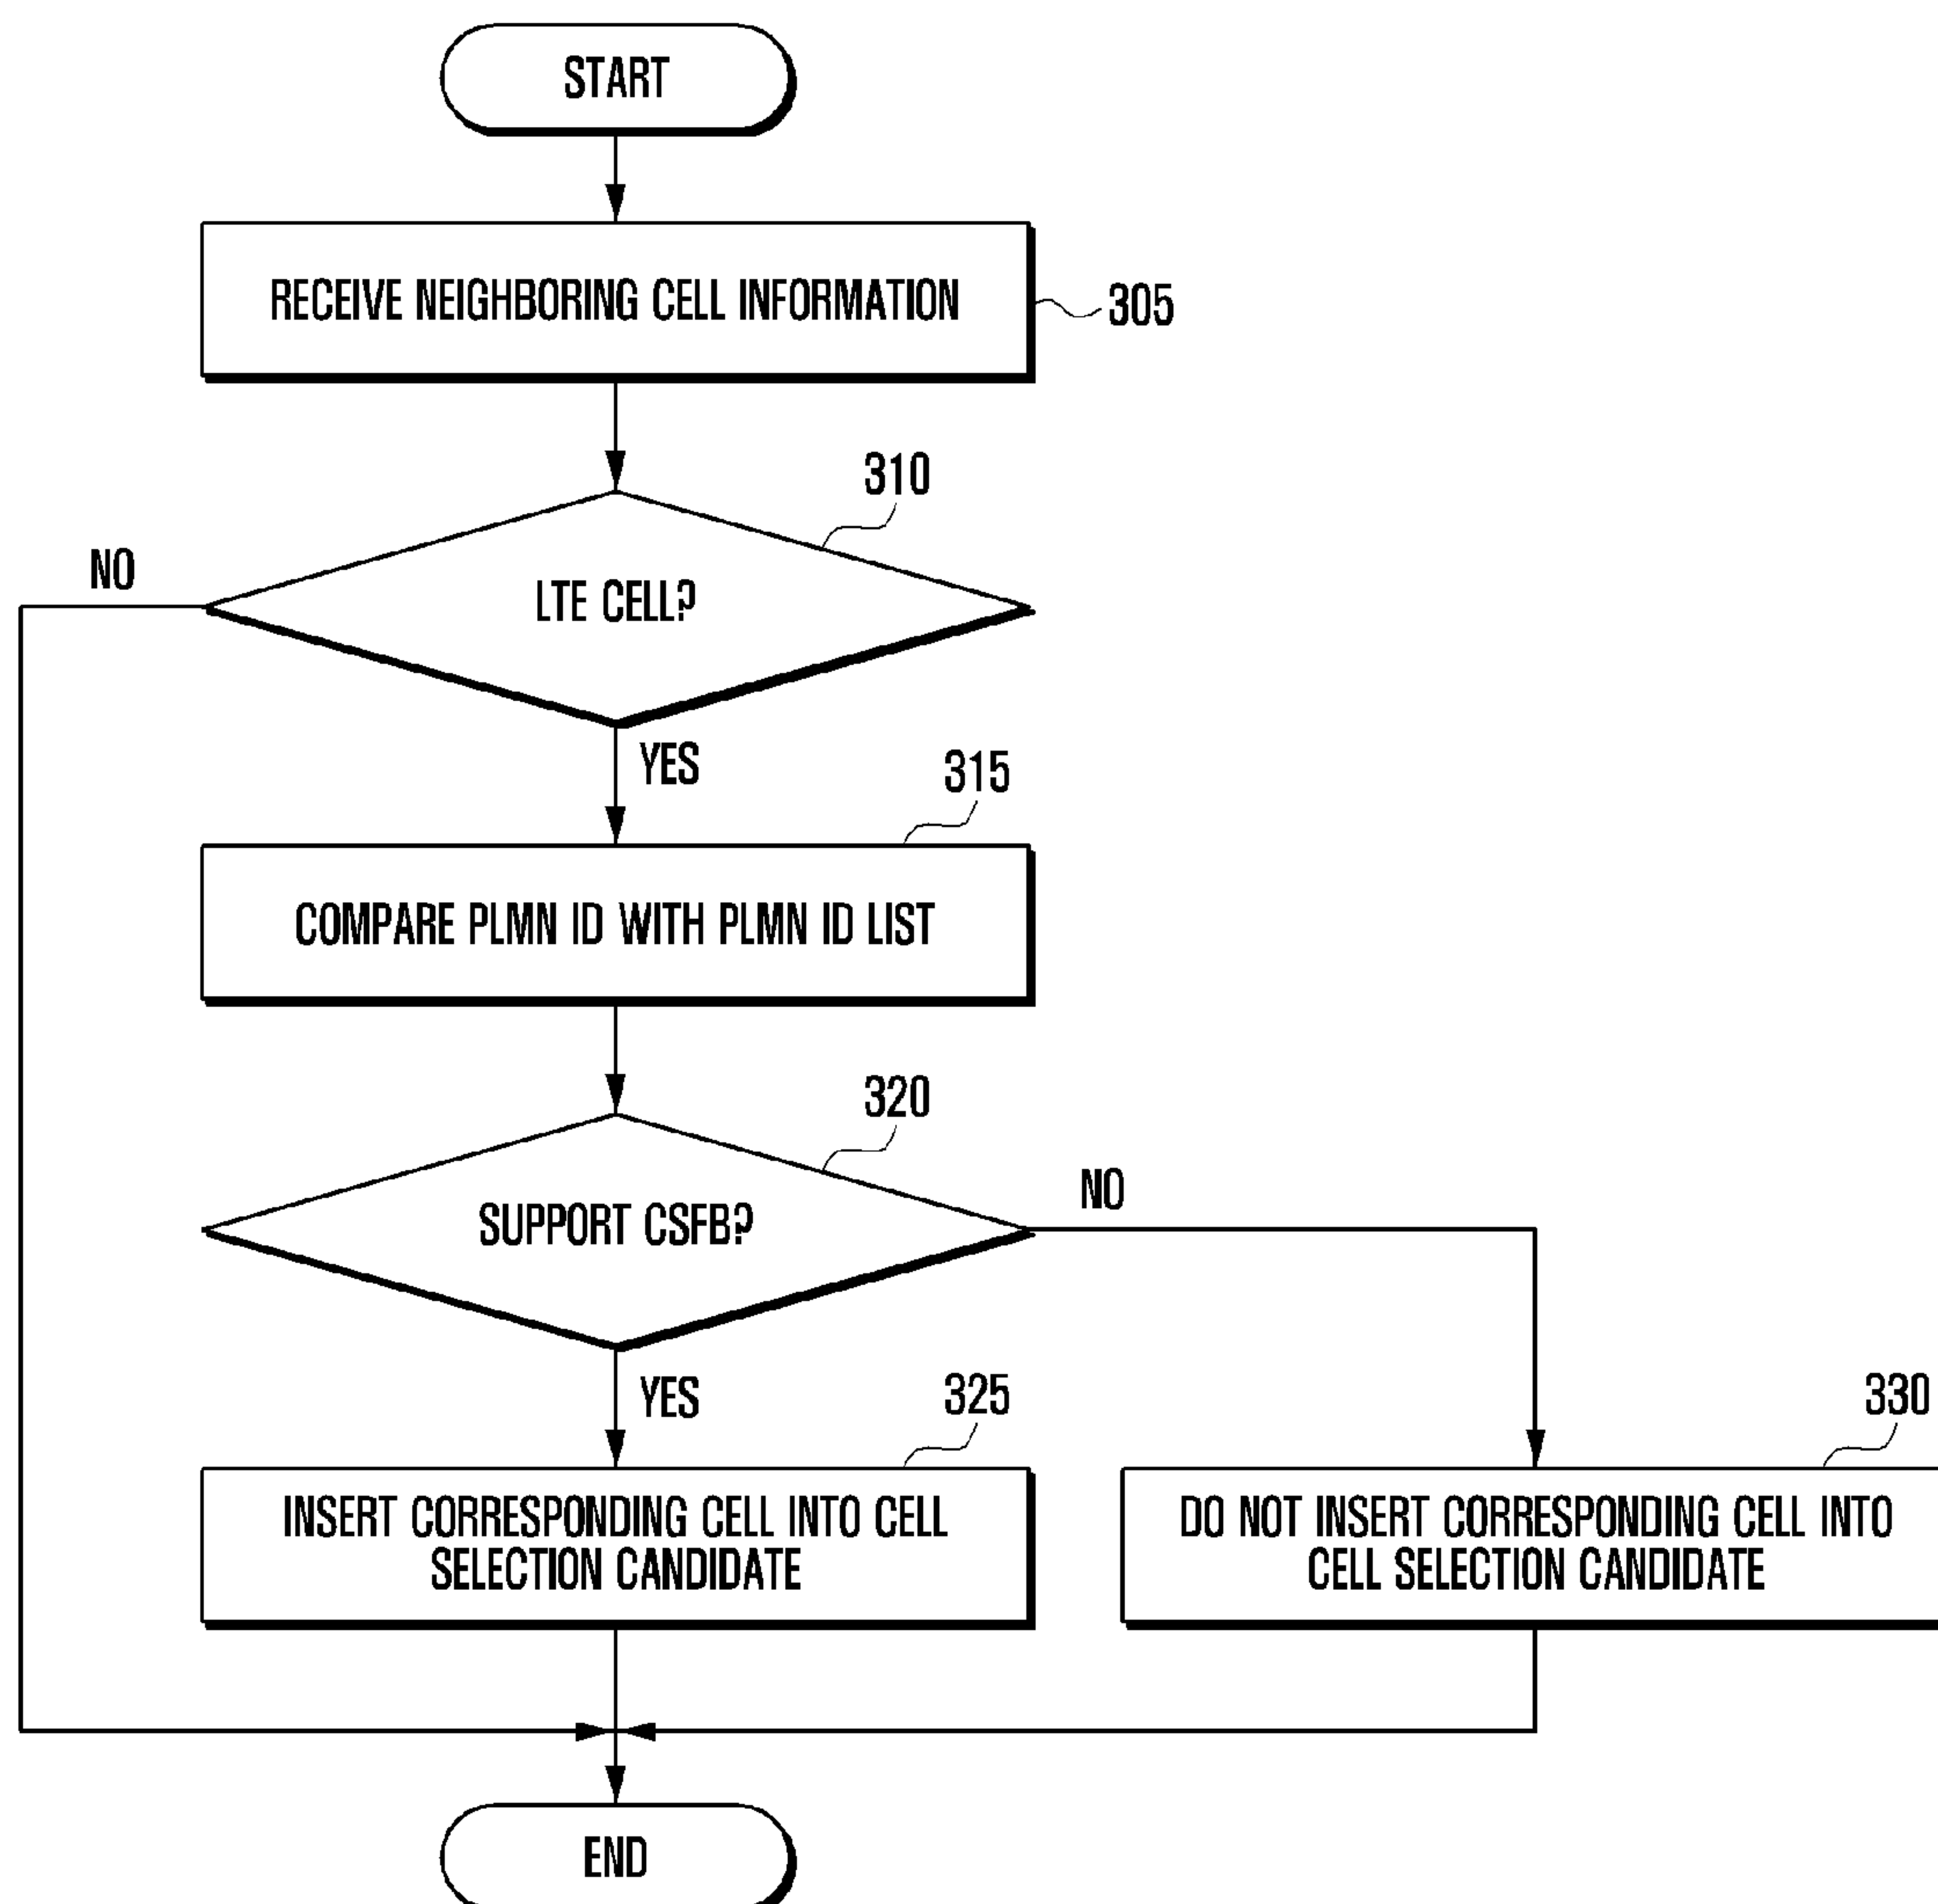 START
RECEIVE NEIGHBORING CELL INFORMATION
305
310
LTE CELL?
NO
YES
315
COMPARE PLMN ID WITH PLMN ID LIST
320
SUPPORT CSFB?
NO
YES
325
INSERT CORRESPONDING CELL INTO CELL
SELECTION CANDIDATE
330
DO NOT INSERT CORRESPONDING CELL INTO
CELL SELECTION CANDIDATE
END